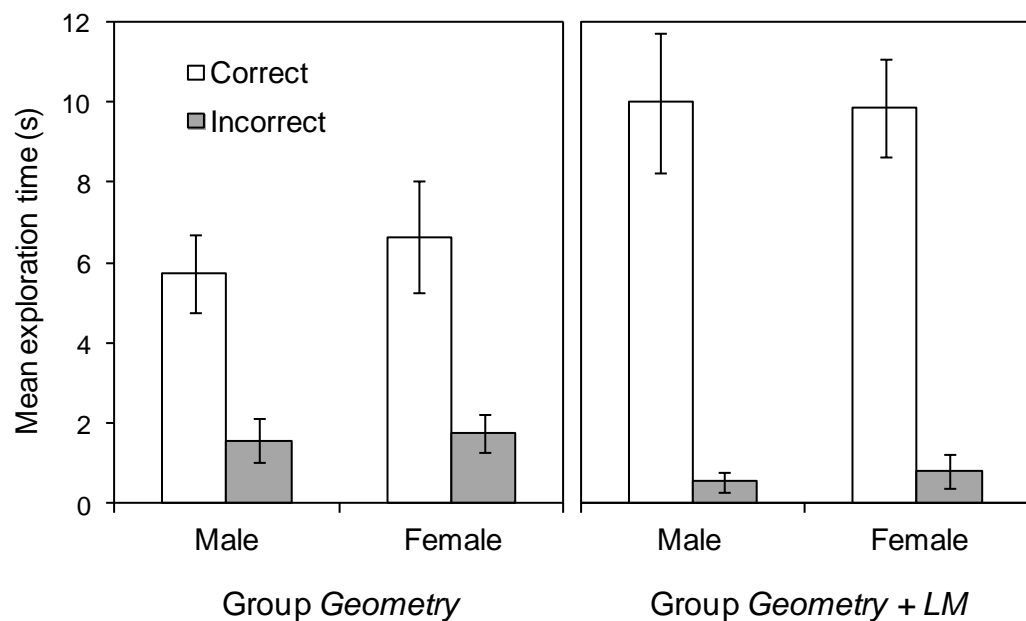 Mean exploration time (s)
12
10
8
6
4
2
0
Correct
Incorrect
Male Female Male Female
Group Geometry Group Geometry + LM